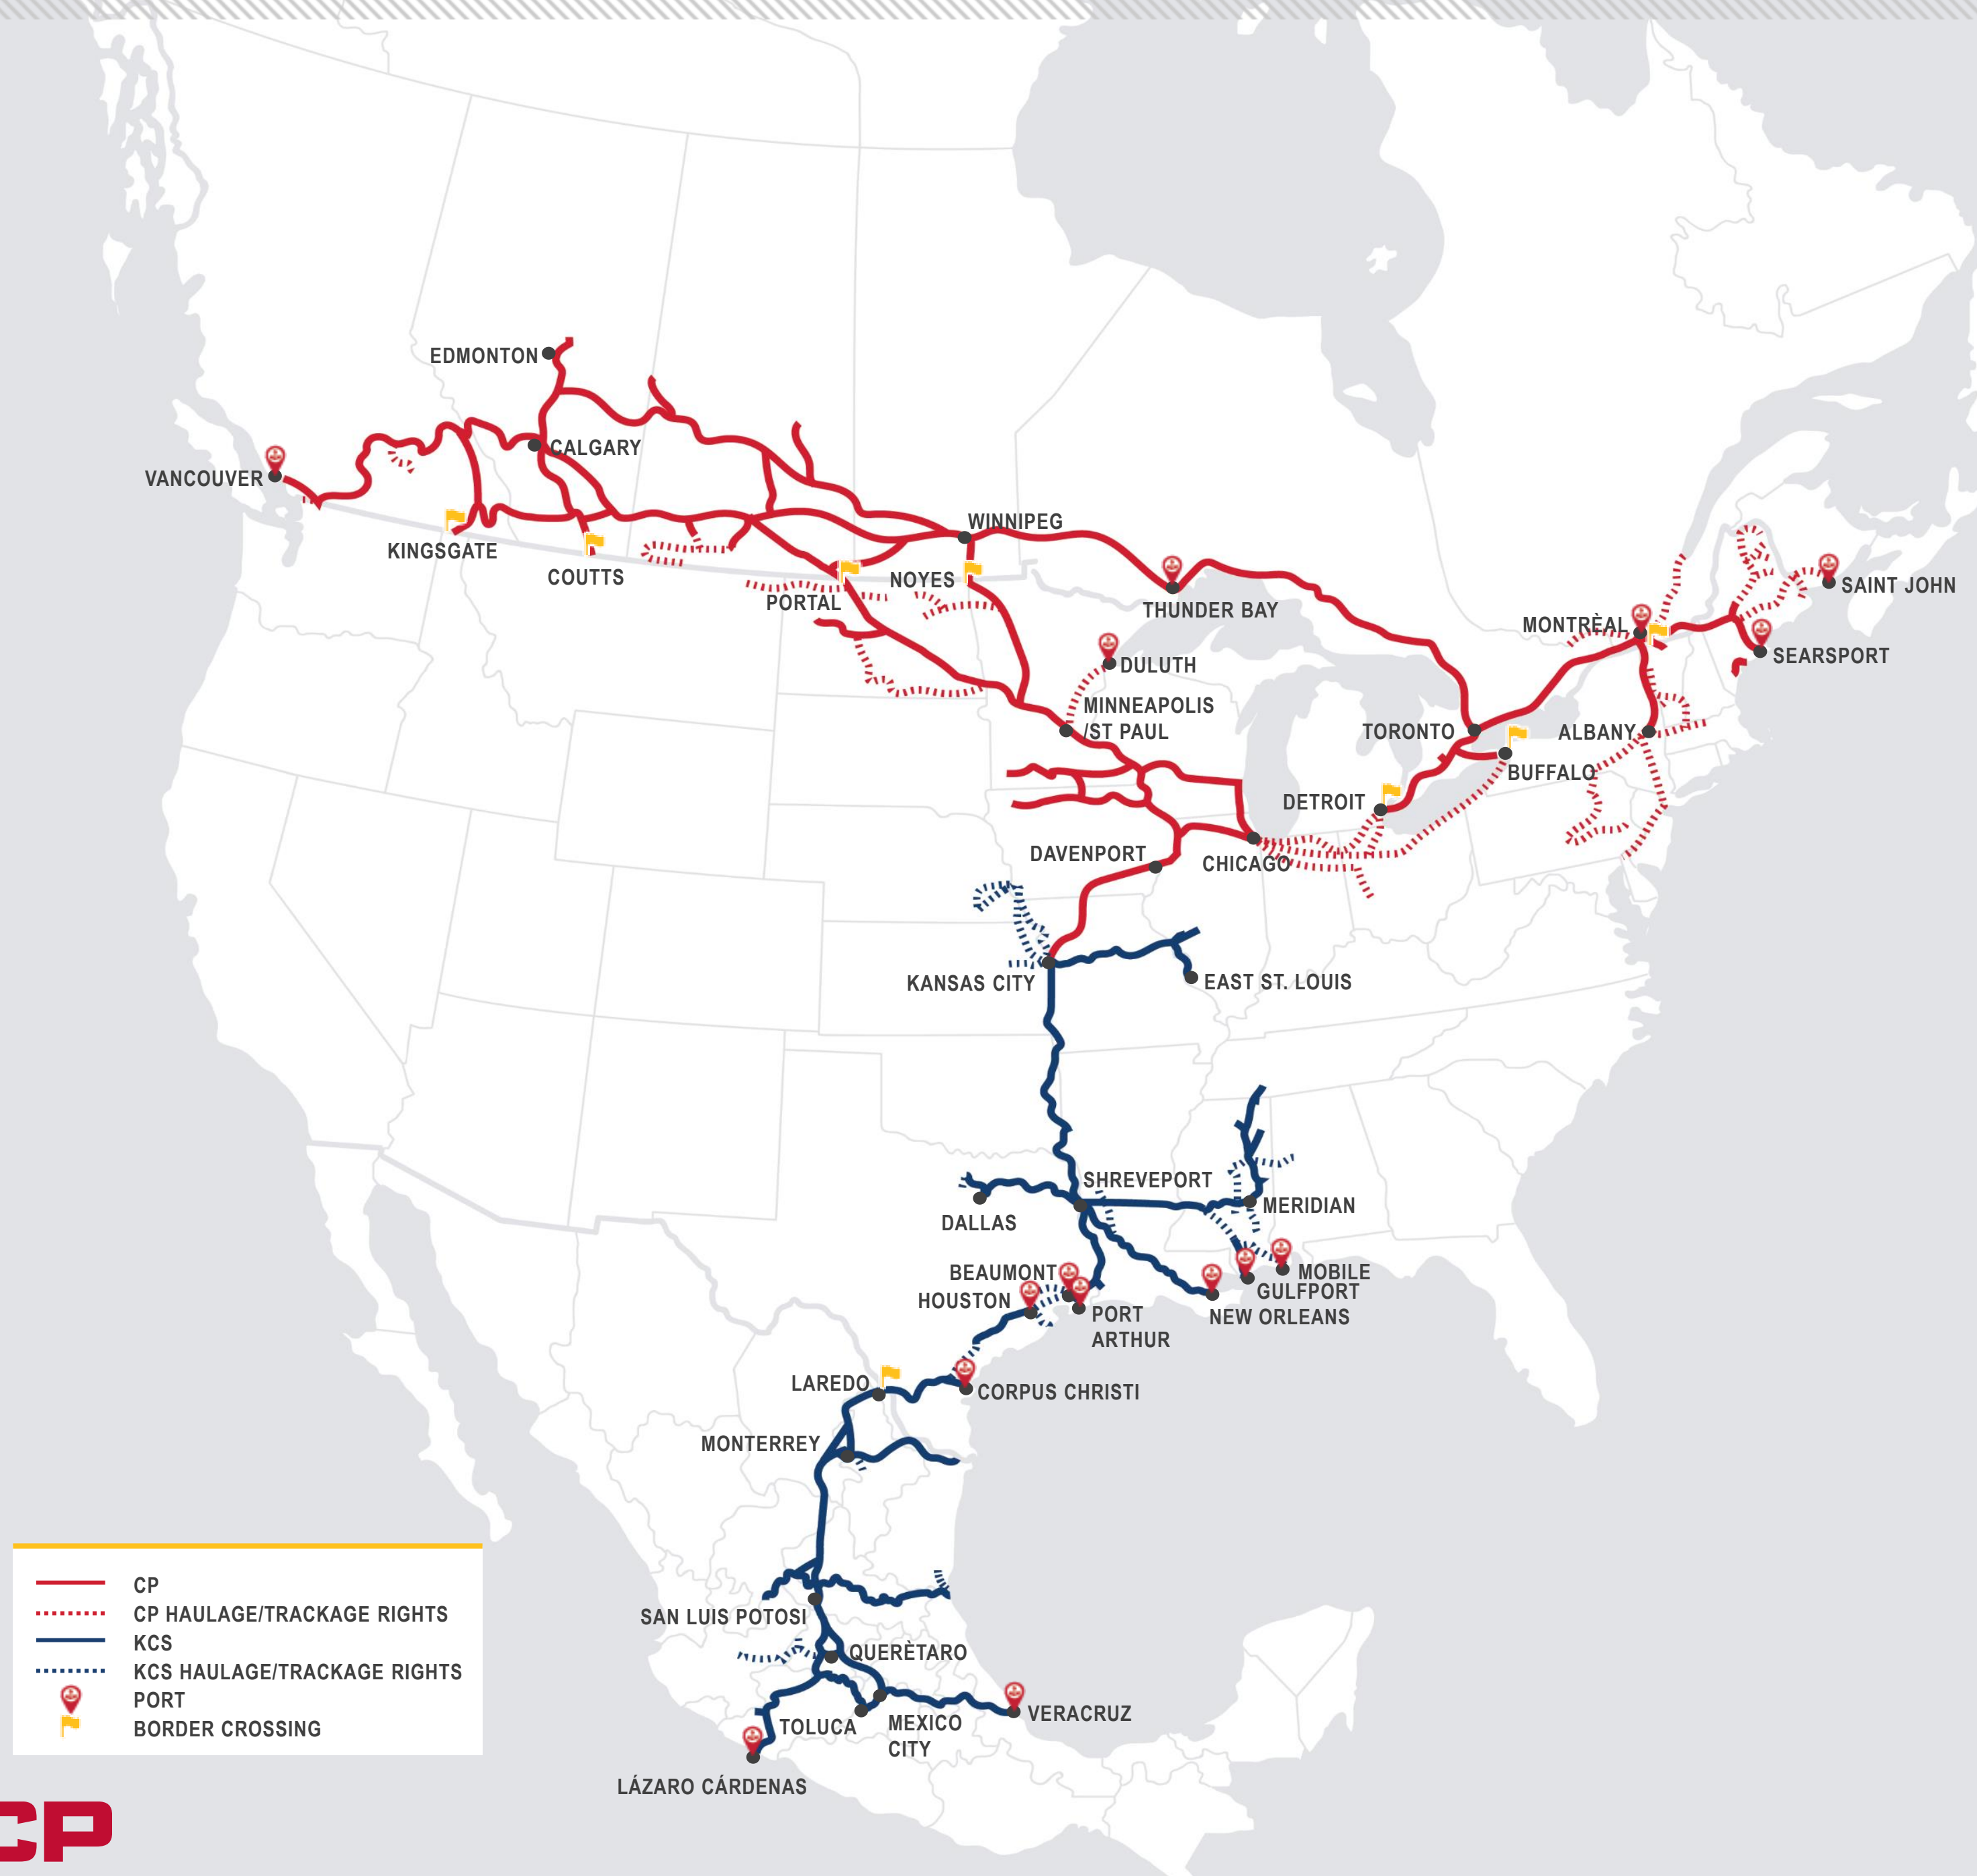 EDMONTON
CALGARY
VANCOUVER
WINNIPEG
KINGSGATE
COUTTS
NOYES
PORTAL
THUNDER BAY
SAINT JOHN
MONTRÈAL
SEARSPORT
DULUTH
MINNEAPOLIS
/ST PAUL
TORONTO
ALBANY
BUFFALO
DETROIT
DAVENPORT
CHICAGO
KANSAS CITY
EAST ST. LOUIS
SHREVEPORT
MERIDIAN
DALLAS
BEAUMONT
MOBILE
HOUSTON
GULFPORT
PORT
ARTHUR
NEW ORLEANS
LAREDO
CORPUS CHRISTI
MONTERREY
SAN LUIS POTOSI
QUERÈTARO
TOLUCA
MEXICO
CITY
VERACRUZ
LÁZARO CÁRDENAS
CP
CP HAULAGE/TRACKAGE RIGHTS
KCS
KCS HAULAGE/TRACKAGE RIGHTS
PORT
BORDER CROSSING
CP